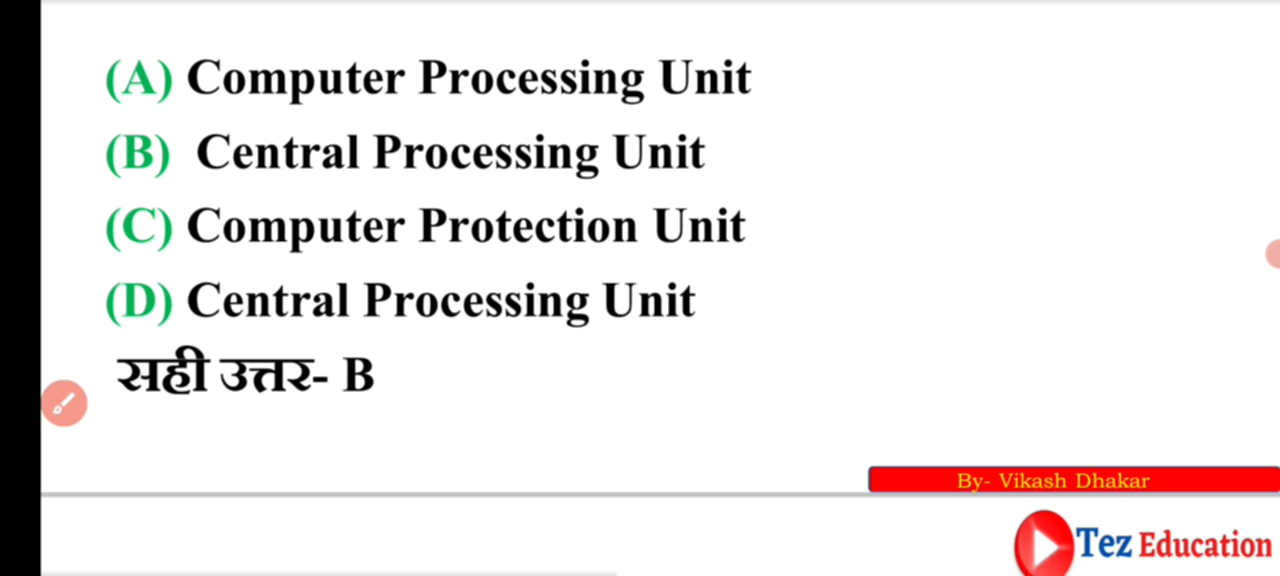 (A) Computer Processing Unit
(B) Central Processing Unit
(C) Computer Protection Unit
(D) Central Processing Unit
सही उत्तर- B
By- Vikash Dhakar
Tez Education